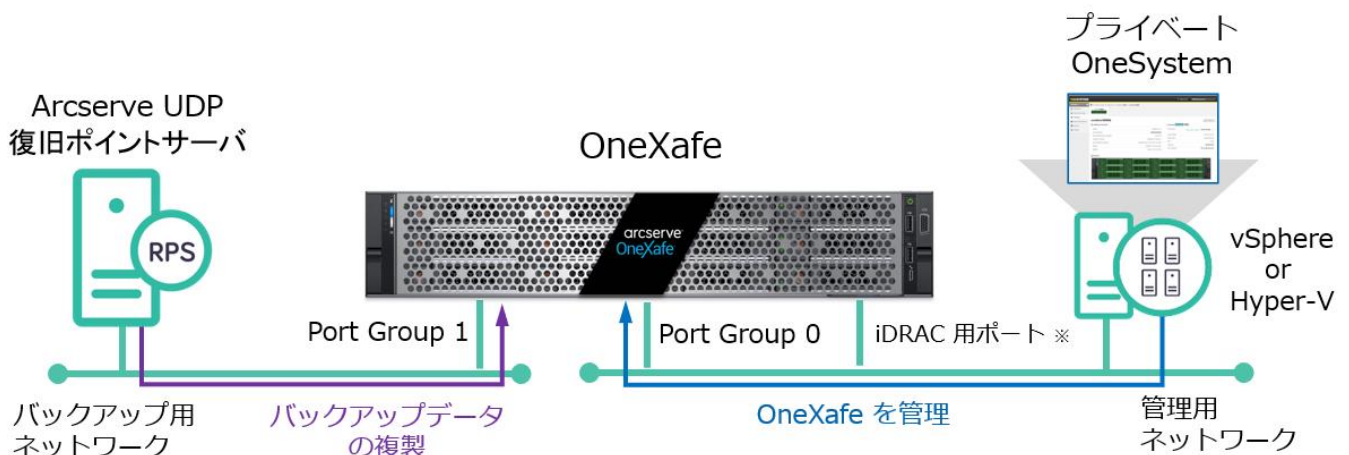 プライベート
OneSystem
Arcserve UDP
復旧ポイントサーバ
OneXafe
RPS
arcserve
OneXafe
vSphere
or
Hyper-V
Port Group 1
Port Group 0
iDRAC 用ポート ※
バックアップ用
ネットワーク
バックアップデータ
の複製
OneXafe を管理
管理用
ネットワーク